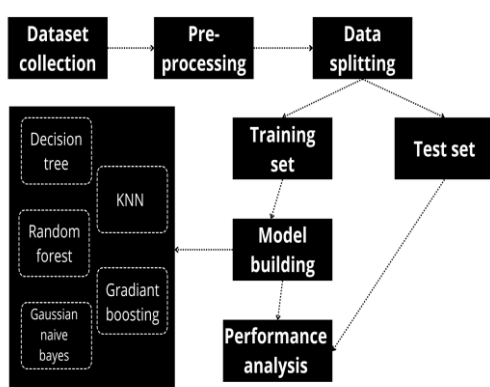 Dataset
collection
Pre-
processing
Data
splitting
Training
set
Test set
Decision
tree
KNN
Random
forest
Gradiant
boosting
Gaussian
naive
bayes
Model
building
Performance
analysis